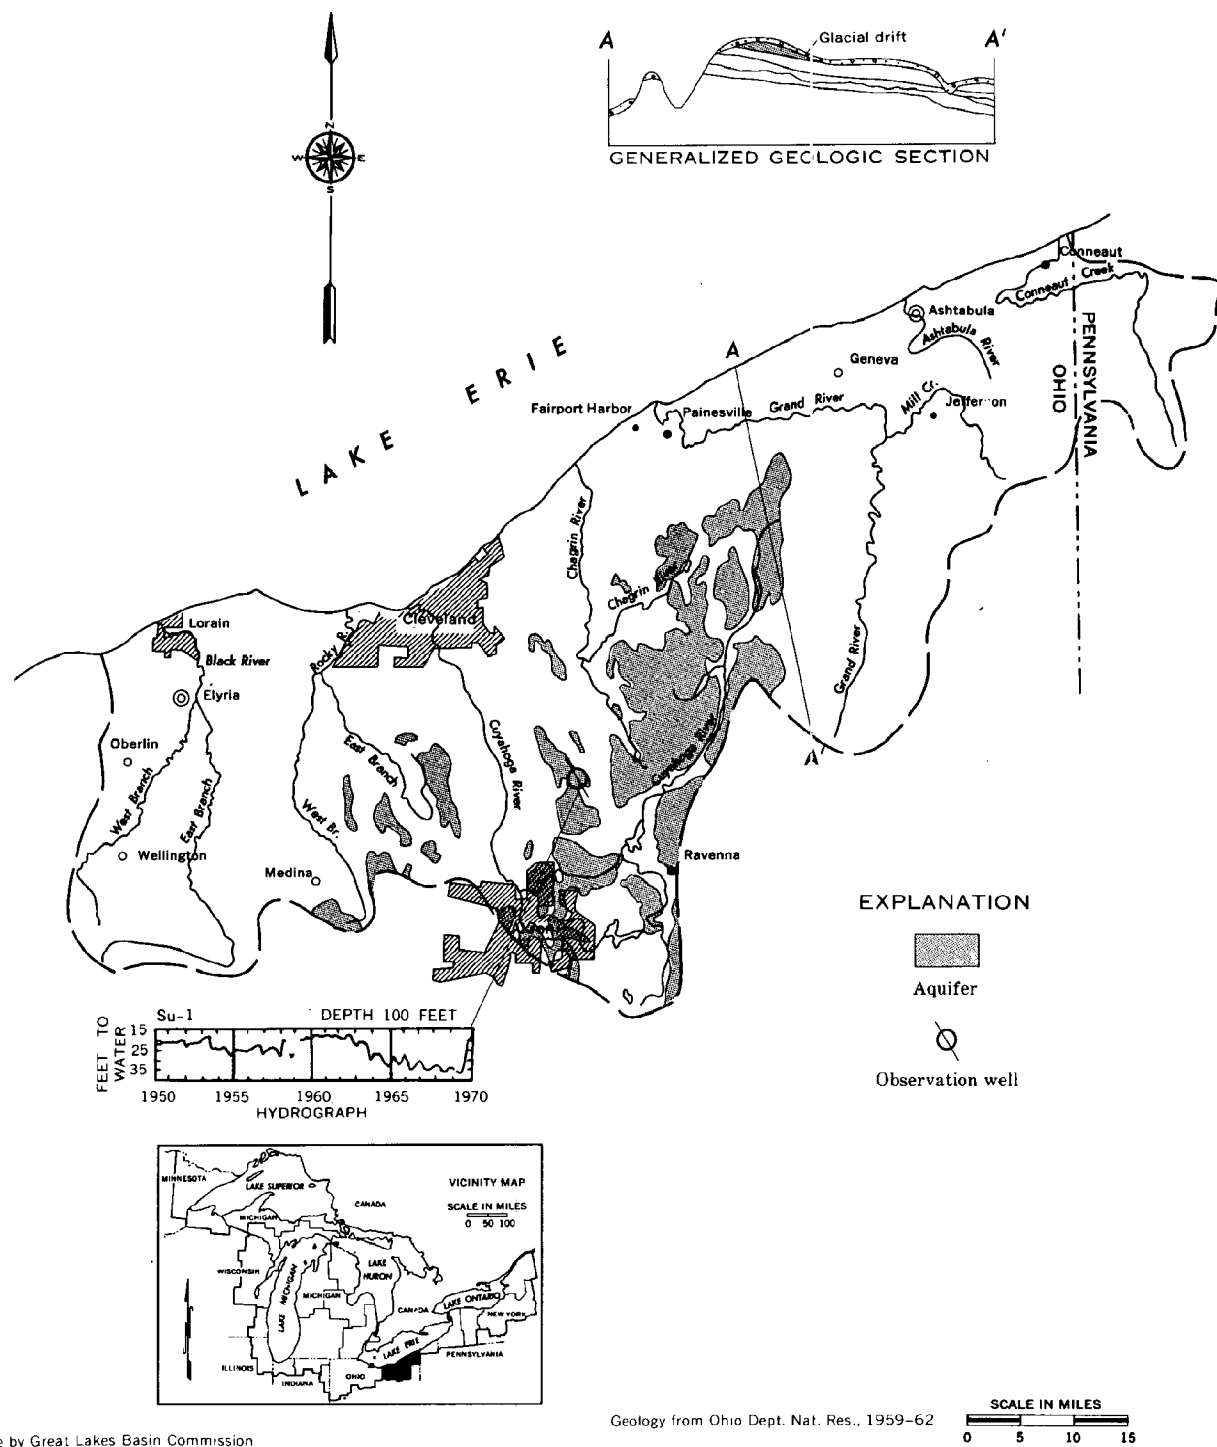 A
A'
Glacial drift
GENERALIZED GEOLOGIC SECTION
N
W
E
S
LAKE ERIE
Conneaut
Conneaut Creek
Ashtabula
Ashtabula River
PENNSYLVANIA
OHIO
A
Geneva
Mill Cr.
Jefferson
Fairport Harbor
Painesville
Grand River
Chagrin River
Chagrin River
Cleveland
Lorain
Rocky R.
Black River
Grand River
Elyria
Cuyahoga River
Cuyahoga River
Oberlin
East Branch
A'
West Branch
East Branch
West Br.
Wellington
Medina
Ravenna
EXPLANATION
Aquifer
Observation well
Su-1
DEPTH 100 FEET
FEET TO WATER
15
25
35
1950
1955
1960
1965
1970
HYDROGRAPH
VICINITY MAP
SCALE IN MILES
0 50 100
MINNESOTA
LAKE SUPERIOR
CANADA
MICHIGAN
WISCONSIN
LAKE MICHIGAN
LAKE HURON
MICHIGAN
CANADA
LAKE ONTARIO
NEW YORK
LAKE ERIE
PENNSYLVANIA
ILLINOIS
INDIANA
OHIO
Geology from Ohio Dept. Nat. Res., 1959-62
SCALE IN MILES
0 5 10 15
by Great Lakes Basin Commission